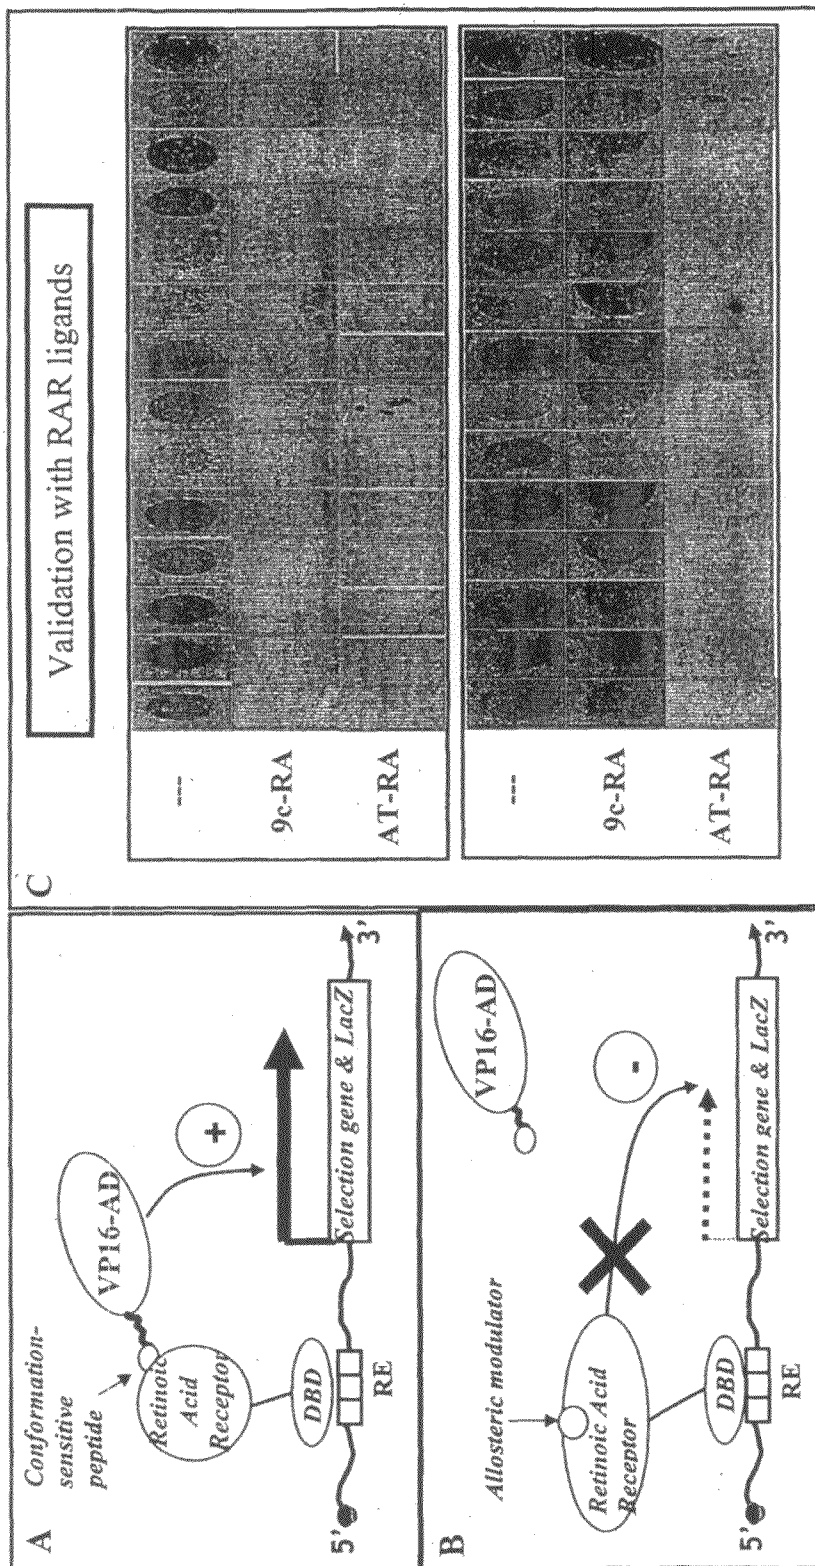 A
Conformation-
sensitive
peptide
VP16-AD
Retinoic
Acid
Receptor
+
DBD
RE
Selection gene & LacZ
5'
3'
B
Allosteric modulator
VP16-AD
Retinoic Acid
Receptor
-
DBD
RE
Selection gene & LacZ
5'
3'
C
Validation with RAR ligands
---
9c-RA
AT-RA
---
9c-RA
AT-RA